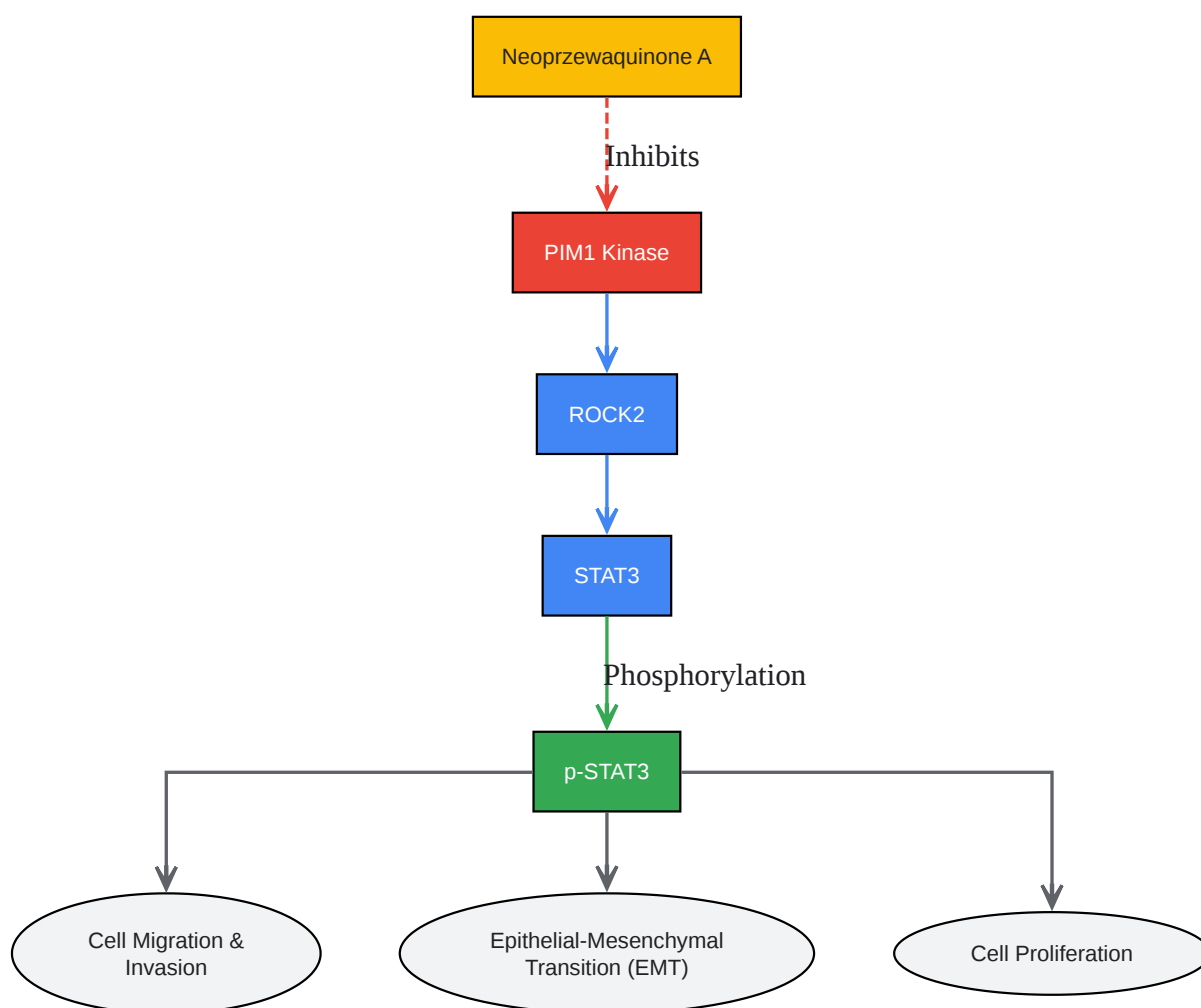 Neoprzewaquinone A
Inhibits
PIM1 Kinase
ROCK2
STAT3
Phosphorylation
p-STAT3
Cell Migration &
Invasion
Epithelial-Mesenchymal
Transition (EMT)
Cell Proliferation